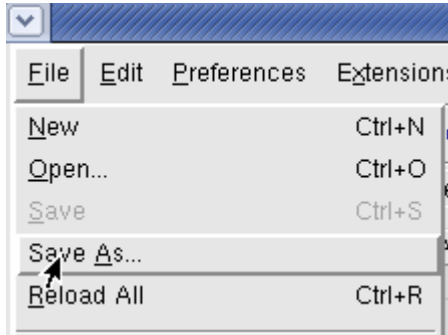 File Edit Preferences Extensions
New Ctrl+N
Open... Ctrl+O
Save Ctrl+S
Save As...
Reload All Ctrl+R